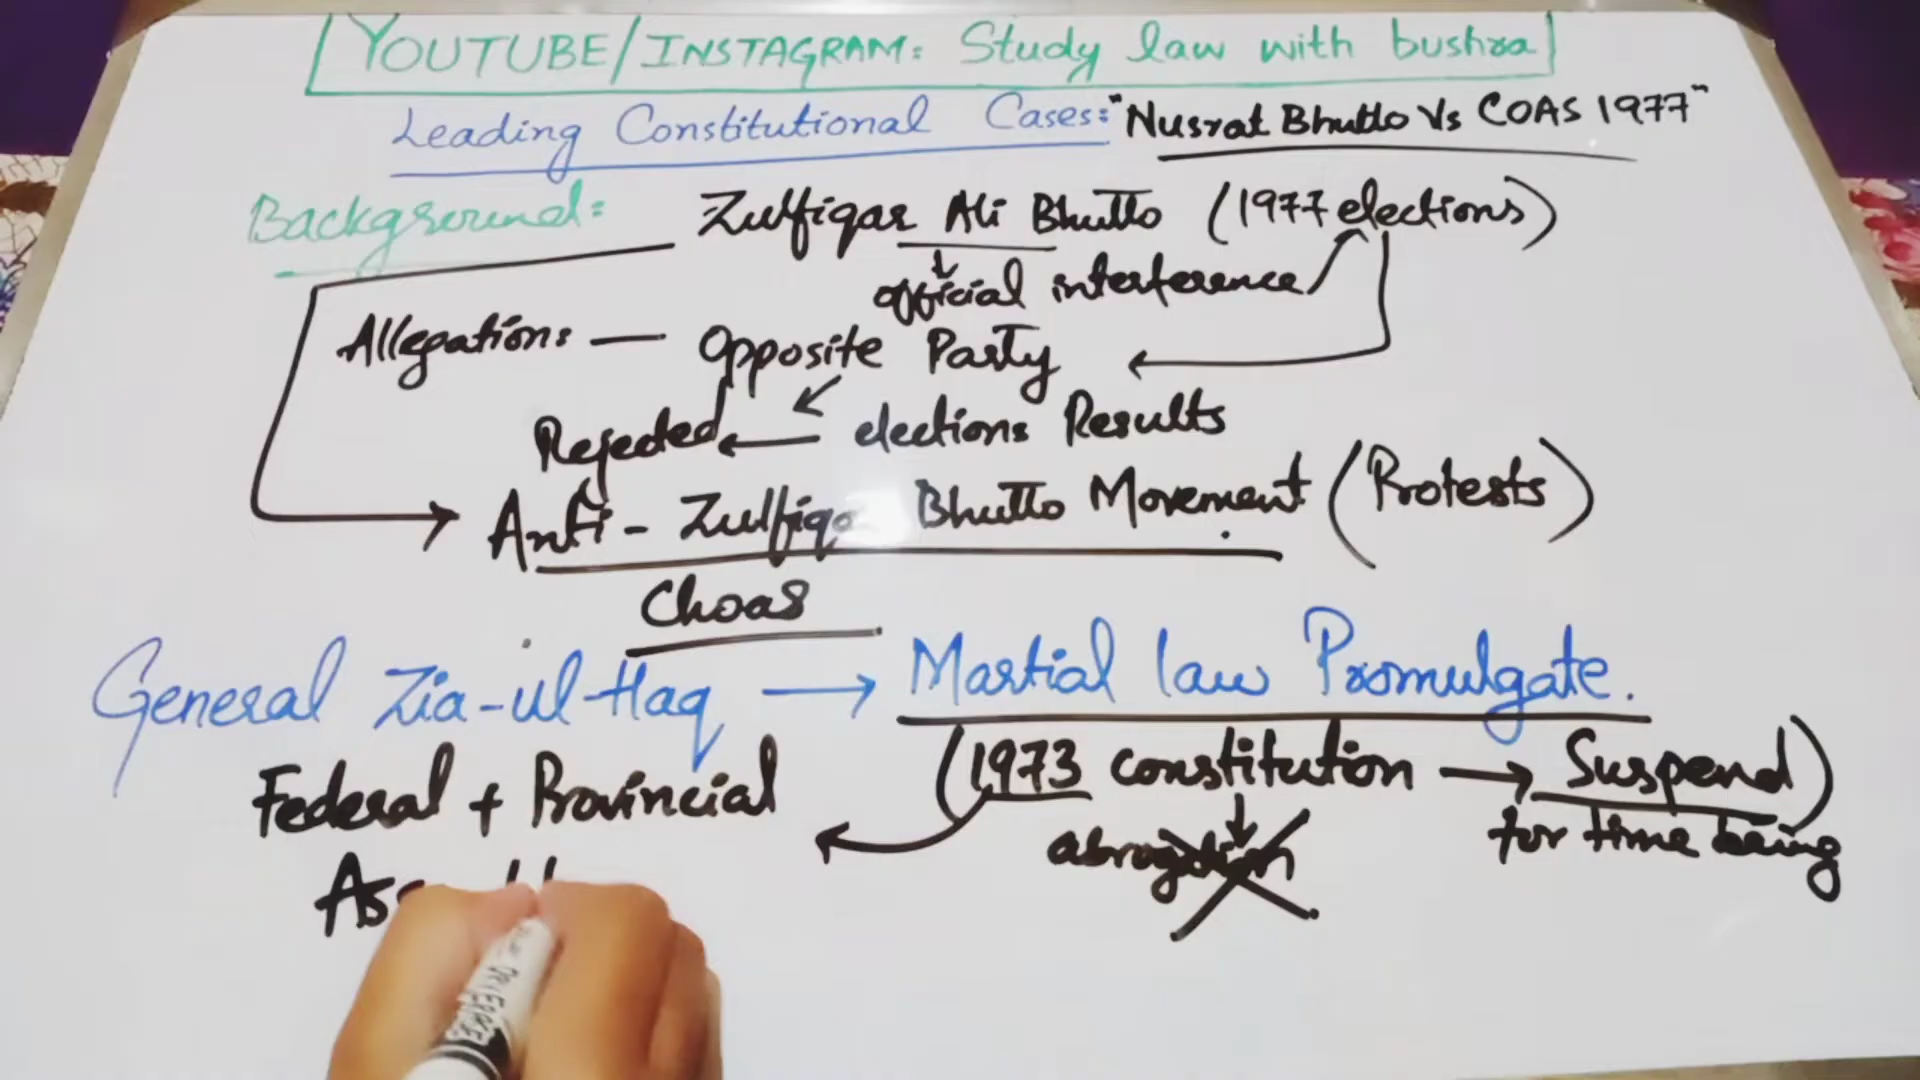 YOUTUBE/INSTAGRAM: Study law with bushra
Leading Constitutional Cases: "Nusrat Bhutto Vs COAS 1977"
Background: Zulfiqar Ali Bhutto (1977 elections)
official interference
Allegations — Opposite Party
Rejected elections Results
Anti - Zulfiqar Bhutto Movement (Protests)
Choas
General Zia-ul-Haq → Martial law Promulgate.
Federal + Provincial (1973 constitution → Suspend)
abrogation for time being